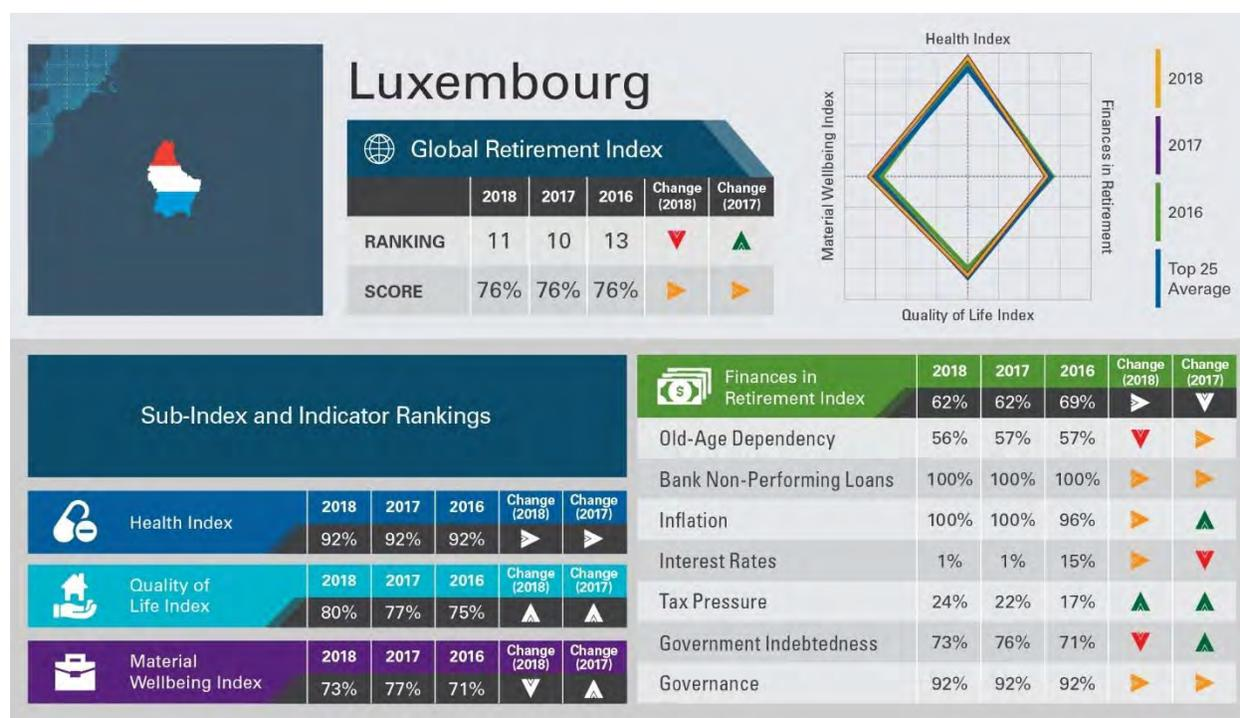 Luxembourg
Global Retirement Index
2018 2017 2016 Change (2018) Change (2017)
RANKING 11 10 13
SCORE 76% 76% 76%
Health Index
Material Wellbeing Index
Finances in Retirement
Quality of Life Index
2018
2017
2016
Top 25
Average
Sub-Index and Indicator Rankings
Health Index
2018 2017 2016 Change (2018) Change (2017)
92% 92% 92%
Quality of
Life Index
2018 2017 2016 Change (2018) Change (2017)
80% 77% 75%
Material
Wellbeing Index
2018 2017 2016 Change (2018) Change (2017)
73% 77% 71%
Finances in
Retirement Index
2018 2017 2016 Change (2018) Change (2017)
62% 62% 69%
Old-Age Dependency 56% 57% 57%
Bank Non-Performing Loans 100% 100% 100%
Inflation 100% 100% 96%
Interest Rates 1% 1% 15%
Tax Pressure 24% 22% 17%
Government Indebtedness 73% 76% 71%
Governance 92% 92% 92%